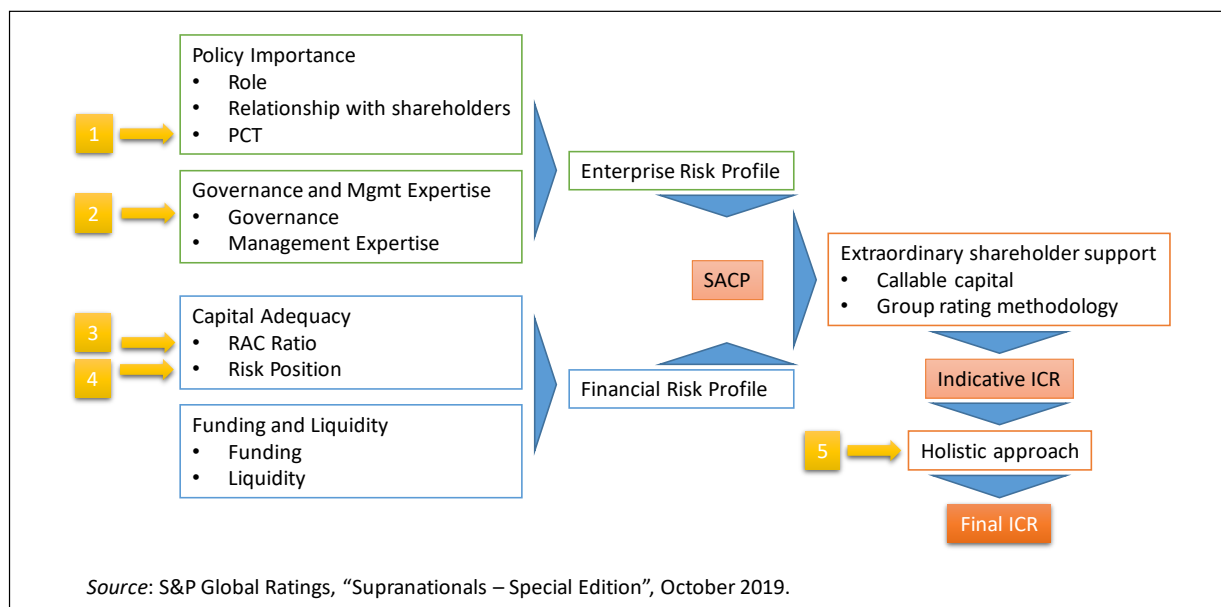 Policy Importance
• Role
• Relationship with shareholders
• PCT
1
Governance and Mgmt Expertise
• Governance
• Management Expertise
2
Enterprise Risk Profile
Capital Adequacy
• RAC Ratio
• Risk Position
3
4
Funding and Liquidity
• Funding
• Liquidity
Financial Risk Profile
SACP
Extraordinary shareholder support
• Callable capital
• Group rating methodology
Indicative ICR
5
Holistic approach
Final ICR
Source: S&P Global Ratings, “Supranationals – Special Edition”, October 2019.